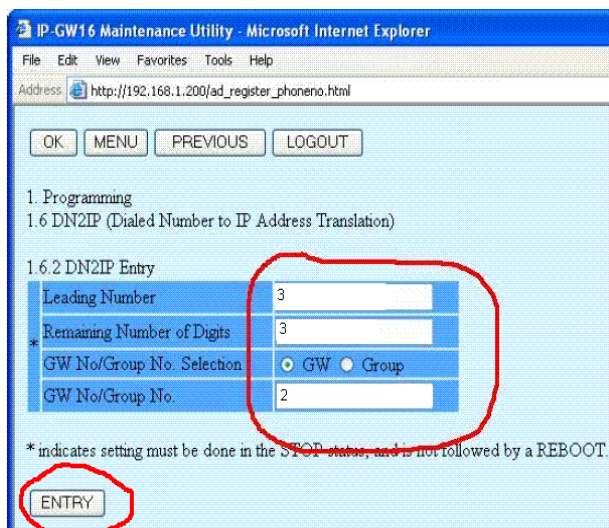 IP-GW16 Maintenance Utility - Microsoft Internet Explorer
File Edit View Favorites Tools Help
Address http://192.168.1.200/ad_register_phoneno.html
OK MENU PREVIOUS LOGOUT
1. Programming
1.6 DN2IP (Dialed Number to IP Address Translation)
1.6.2 DN2IP Entry
Leading Number 3
* Remaining Number of Digits 3
GW No/Group No. Selection GW Group
GW No/Group No. 2
* indicates setting must be done in the STOP status, and is not followed by a REBOOT.
ENTRY